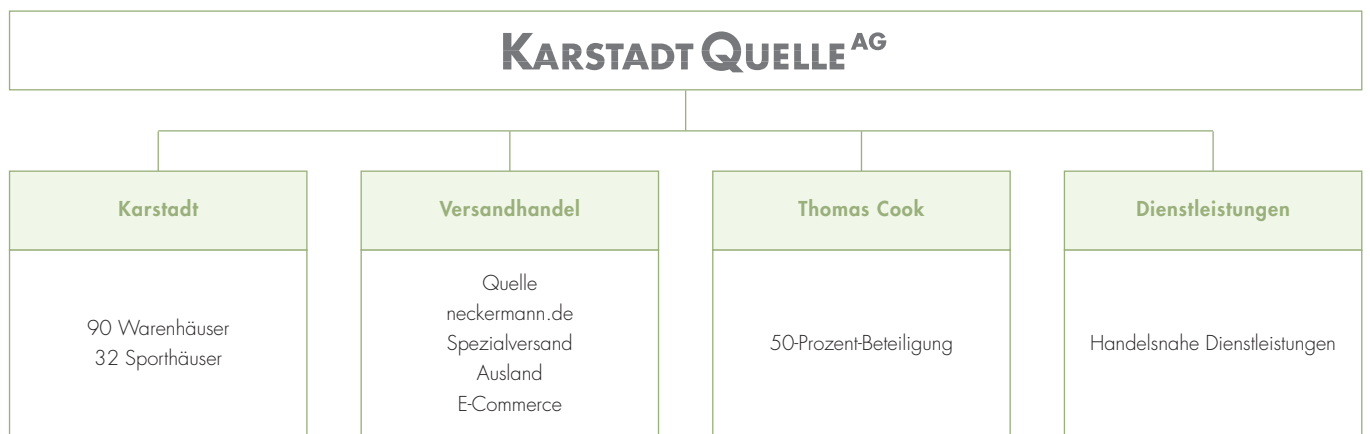 KARSTADT QUELLE AG
Karstadt
90 Warenhäuser
32 Sporthäuser
Versandhandel
Quelle
neckermann.de
Spezialversand
Ausland
E-Commerce
Thomas Cook
50-Prozent-Beteiligung
Dienstleistungen
Handelsnahe Dienstleistungen